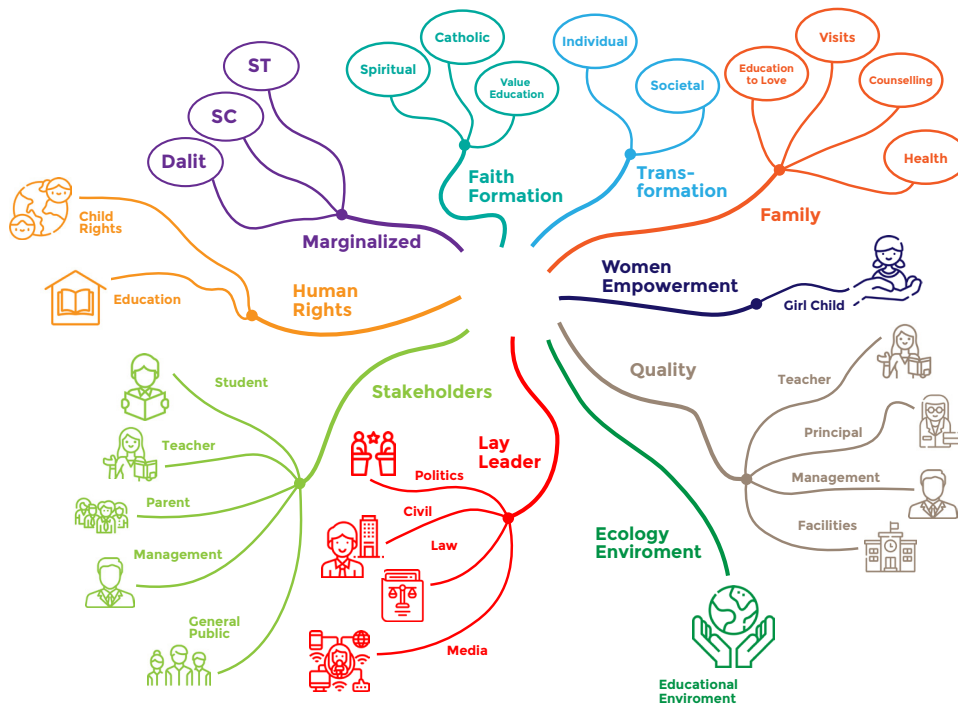 ST
SC
Dalit
Marginalized
Catholic
Spiritual
Value
Education
Faith
Formation
Individual
Societal
Trans-
formation
Visits
Education
to Love
Counselling
Health
Family
Child
Rights
Education
Human
Rights
Women
Empowerment
Girl Child
Student
Teacher
Parent
Management
General
Public
Stakeholders
Lay
Leader
Politics
Civil
Law
Media
Quality
Teacher
Principal
Management
Facilities
Ecology
Enviroment
Educational
Enviroment